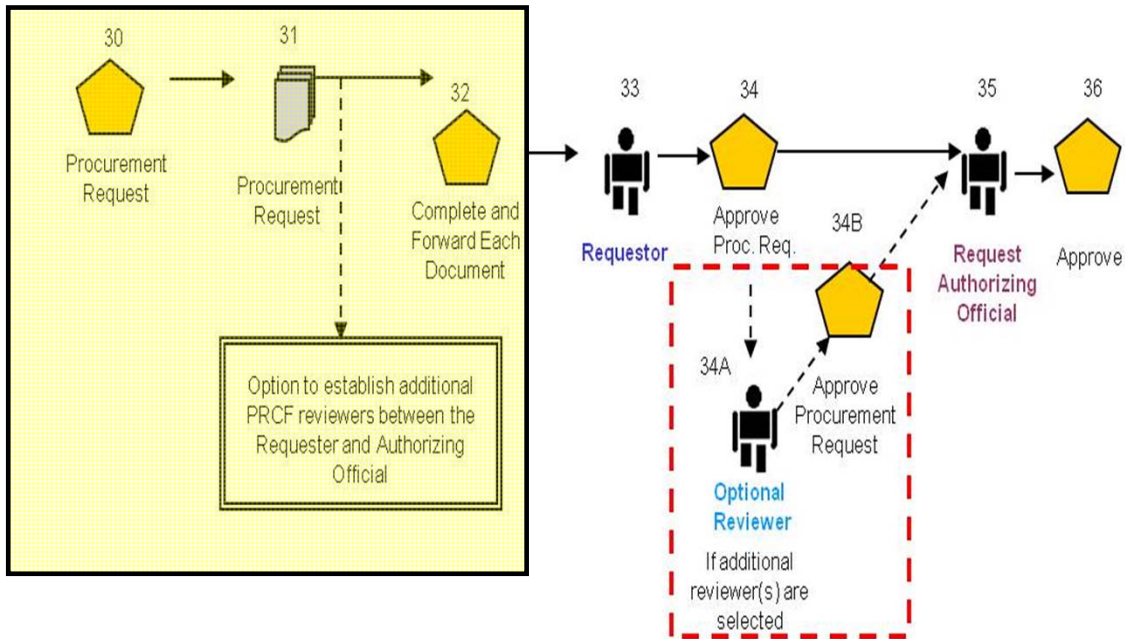 30
Procurement
Request
31
Procurement
Request
32
Complete and
Forward Each
Document
Option to establish additional
PRCF reviewers between the
Requester and Authorizing
Official
33
Requestor
34
Approve
Proc. Req.
34A
Optional
Reviewer
If additional
reviewer(s) are
selected
34B
Approve
Procurement
Request
35
Request
Authorizing
Official
36
Approve